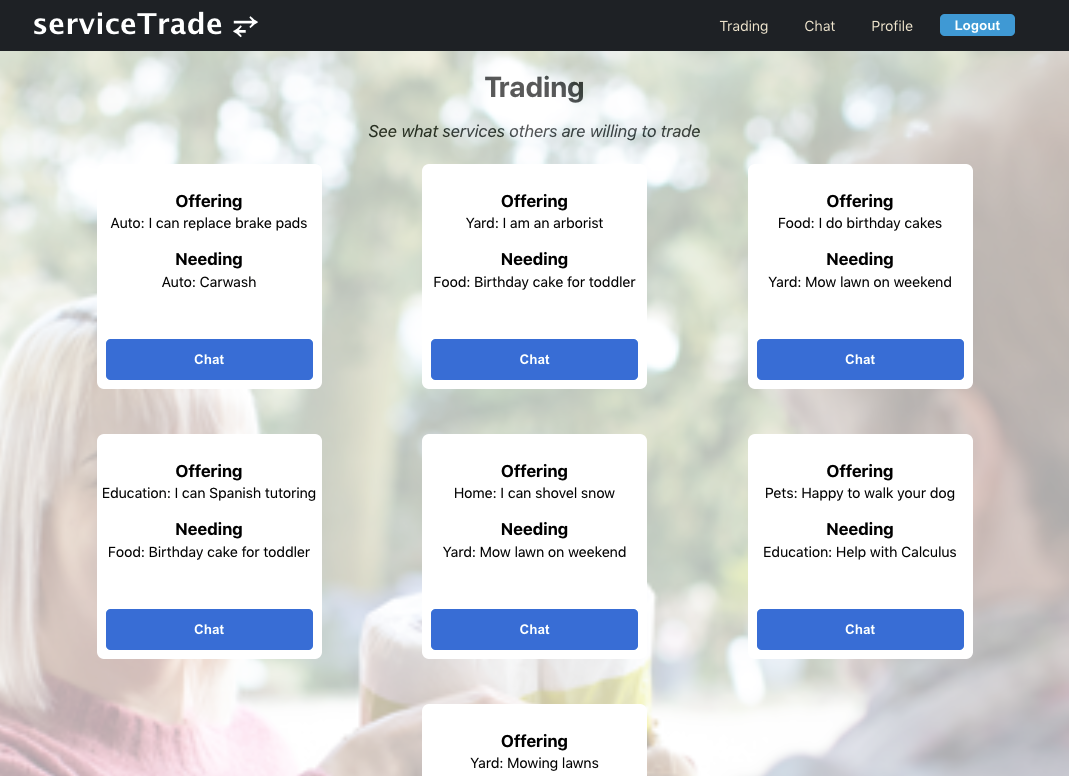 serviceTrade
Trading Chat Profile Logout
Trading
See what services others are willing to trade
Offering
Auto: I can replace brake pads
Needing
Auto: Carwash
Chat
Offering
Yard: I am an arborist
Needing
Food: Birthday cake for toddler
Chat
Offering
Food: I do birthday cakes
Needing
Yard: Mow lawn on weekend
Chat
Offering
Education: I can Spanish tutoring
Needing
Food: Birthday cake for toddler
Chat
Offering
Home: I can shovel snow
Needing
Yard: Mow lawn on weekend
Chat
Offering
Pets: Happy to walk your dog
Needing
Education: Help with Calculus
Chat
Offering
Yard: Mowing lawns